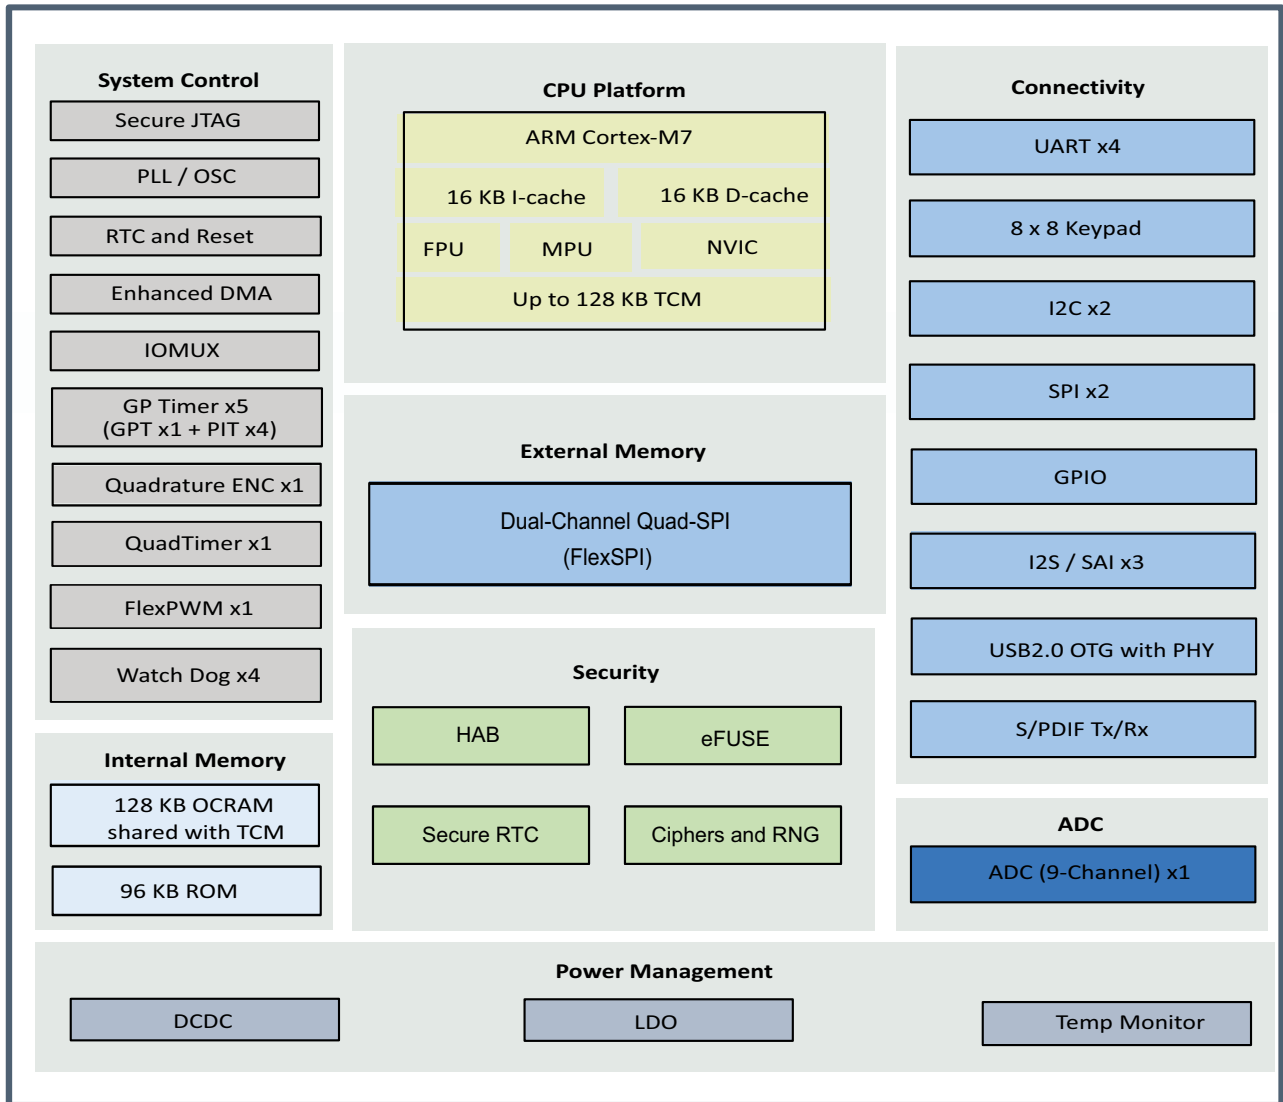 System Control
Secure JTAG
PLL / OSC
RTC and Reset
Enhanced DMA
IOMUX
GP Timer x5
(GPT x1 + PIT x4)
Quadrature ENC x1
QuadTimer x1
FlexPWM x1
Watch Dog x4
Internal Memory
128 KB OCRAM
shared with TCM
96 KB ROM
CPU Platform
ARM Cortex-M7
16 KB I-cache
16 KB D-cache
FPU
MPU
NVIC
Up to 128 KB TCM
External Memory
Dual-Channel Quad-SPI
(FlexSPI)
Security
HAB
eFUSE
Secure RTC
Ciphers and RNG
Connectivity
UART x4
8 x 8 Keypad
I2C x2
SPI x2
GPIO
I2S / SAI x3
USB2.0 OTG with PHY
S/PDIF Tx/Rx
ADC
ADC (9-Channel) x1
Power Management
DCDC
LDO
Temp Monitor